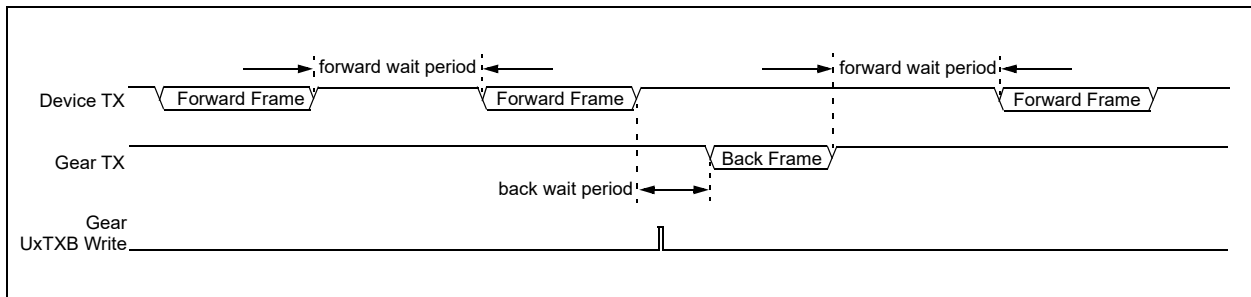 forward wait period
forward wait period
Device TX
Forward Frame
Forward Frame
Forward Frame
Gear TX
Back Frame
back wait period
Gear
UxTXB Write